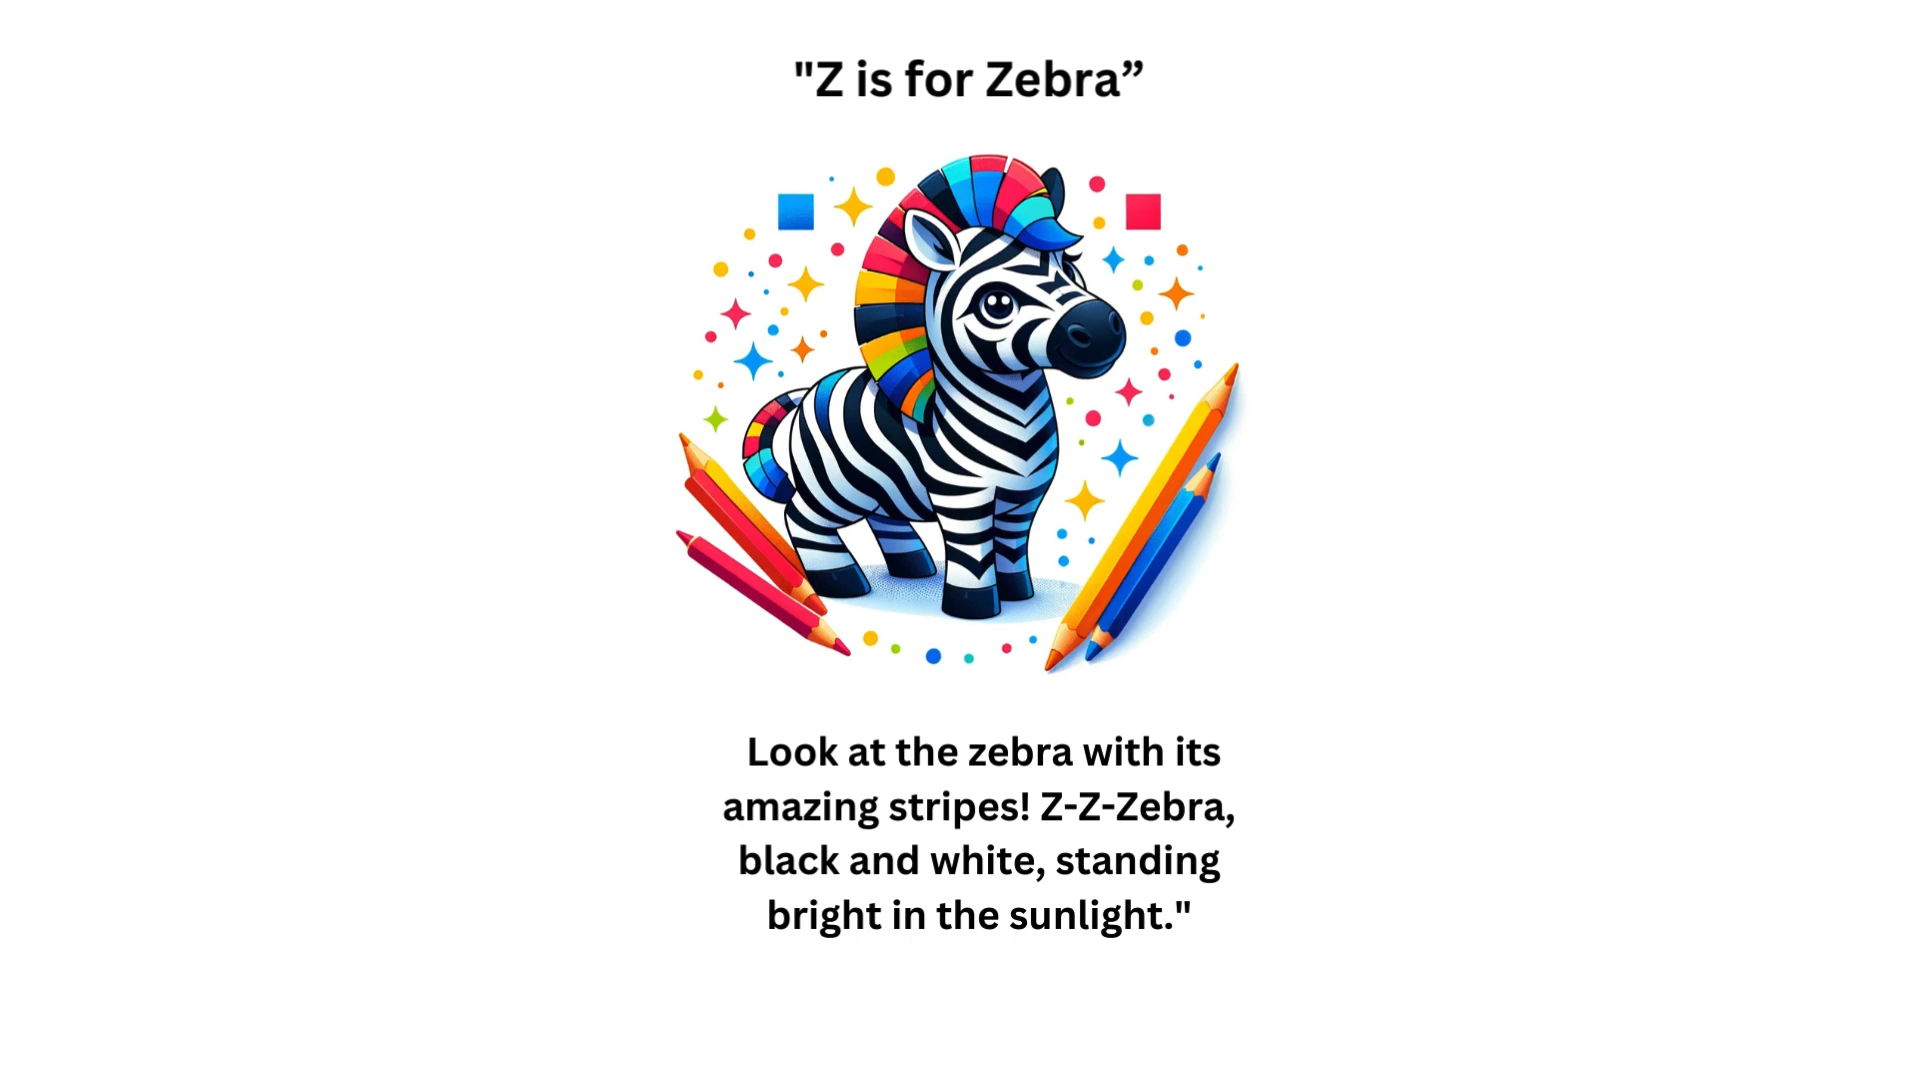 "Z is for Zebra”
Look at the zebra with its
amazing stripes! Z-Z-Zebra,
black and white, standing
bright in the sunlight."